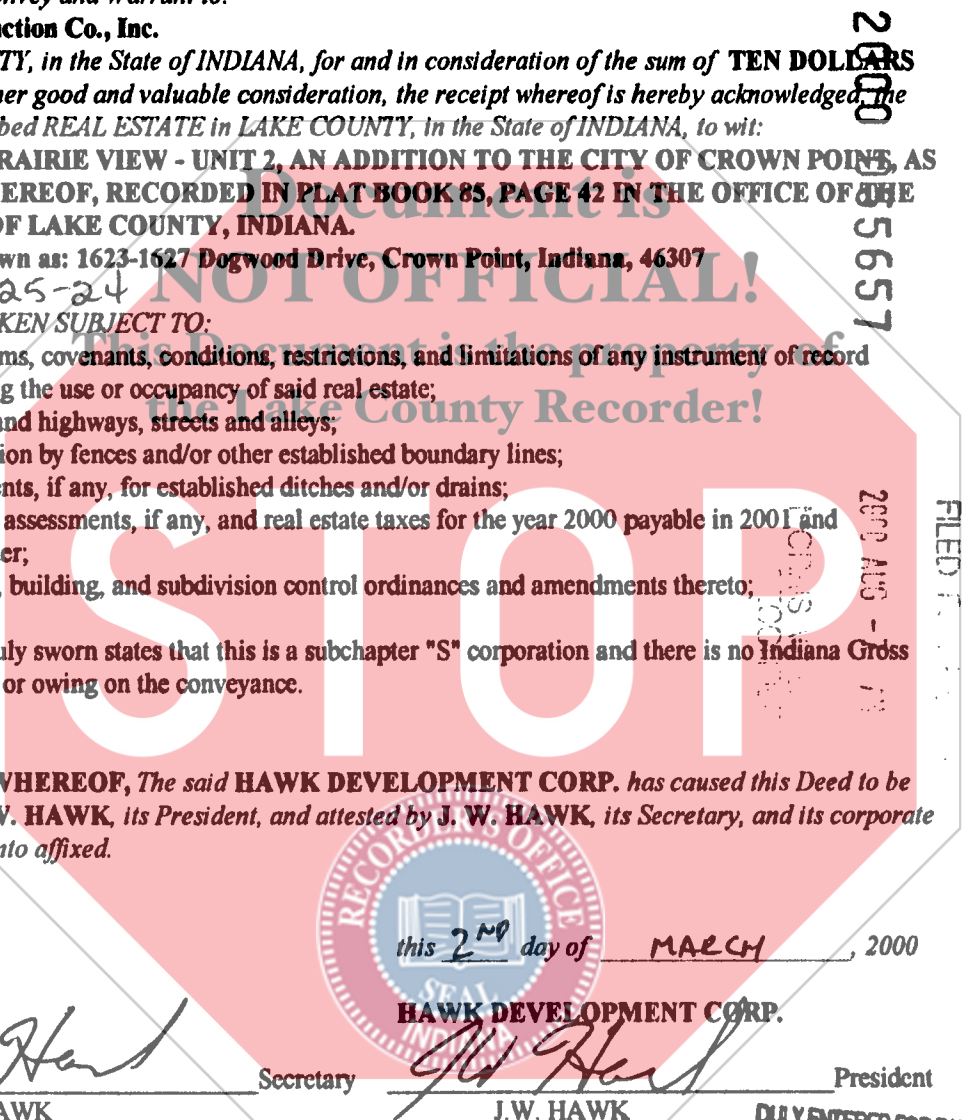 onvey and warrant to:
ction Co., Inc.
TY, in the State of INDIANA, for and in consideration of the sum of TEN DOLLARS
her good and valuable consideration, the receipt whereof is hereby acknowledged, the
bed REAL ESTATE in LAKE COUNTY, in the State of INDIANA, to wit:
RAIRIE VIEW - UNIT 2, AN ADDITION TO THE CITY OF CROWN POINT, AS
EREOF, RECORDED IN PLAT BOOK 85, PAGE 42 IN THE OFFICE OF THE
OF LAKE COUNTY, INDIANA.
wn as: 1623-1627 Dogwood Drive, Crown Point, Indiana, 46307
25-24
KEN SUBJECT TO:
ms, covenants, conditions, restrictions, and limitations of any instrument of record
g the use or occupancy of said real estate;
and highways, streets and alleys;
ion by fences and/or other established boundary lines;
nts, if any, for established ditches and/or drains;
assessments, if any, and real estate taxes for the year 2000 payable in 2001 and
er;
building, and subdivision control ordinances and amendments thereto;
uly sworn states that this is a subchapter "S" corporation and there is no Indiana Gross
or owing on the conveyance.
WHEREOF, The said HAWK DEVELOPMENT CORP. has caused this Deed to be
W. HAWK, its President, and attested by J. W. HAWK, its Secretary, and its corporate
nto affixed.
this 2ND day of MARCH, 2000
HAWK DEVELOPMENT CORP.
Secretary President
AWK J.W. HAWK
Document is
NOT OFFICIAL!
This Document is the property of
the Lake County Recorder!
STOP
RECORDER'S OFFICE
SEAL
INDIANA
2000 055657
2000 AUG
FILED